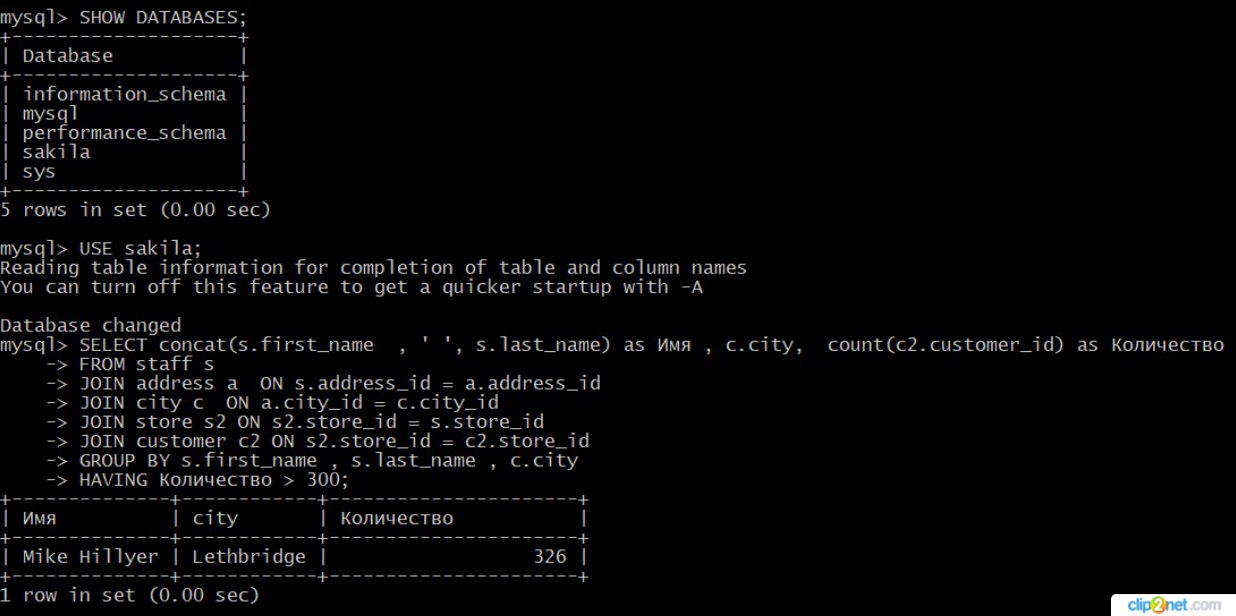 mysql> SHOW DATABASES;
+--------------------+
| Database           |
+--------------------+
| information_schema |
| mysql              |
| performance_schema |
| sakila             |
| sys                |
+--------------------+
5 rows in set (0.00 sec)
mysql> USE sakila;
Reading table information for completion of table and column names
You can turn off this feature to get a quicker startup with -A
Database changed
mysql> SELECT concat(s.first_name  , ' ', s.last_name) as Имя , c.city,  count(c2.customer_id) as Количество
    -> FROM staff s
    -> JOIN address a  ON s.address_id = a.address_id
    -> JOIN city c  ON a.city_id = c.city_id
    -> JOIN store s2 ON s2.store_id = s.store_id
    -> JOIN customer c2 ON s2.store_id = c2.store_id
    -> GROUP BY s.first_name , s.last_name , c.city
    -> HAVING Количество > 300;
+--------------+------------+----------------------+
| Имя          | city       | Количество           |
+--------------+------------+----------------------+
| Mike Hillyer | Lethbridge |                  326 |
+--------------+------------+----------------------+
1 row in set (0.00 sec)
clip2net.com